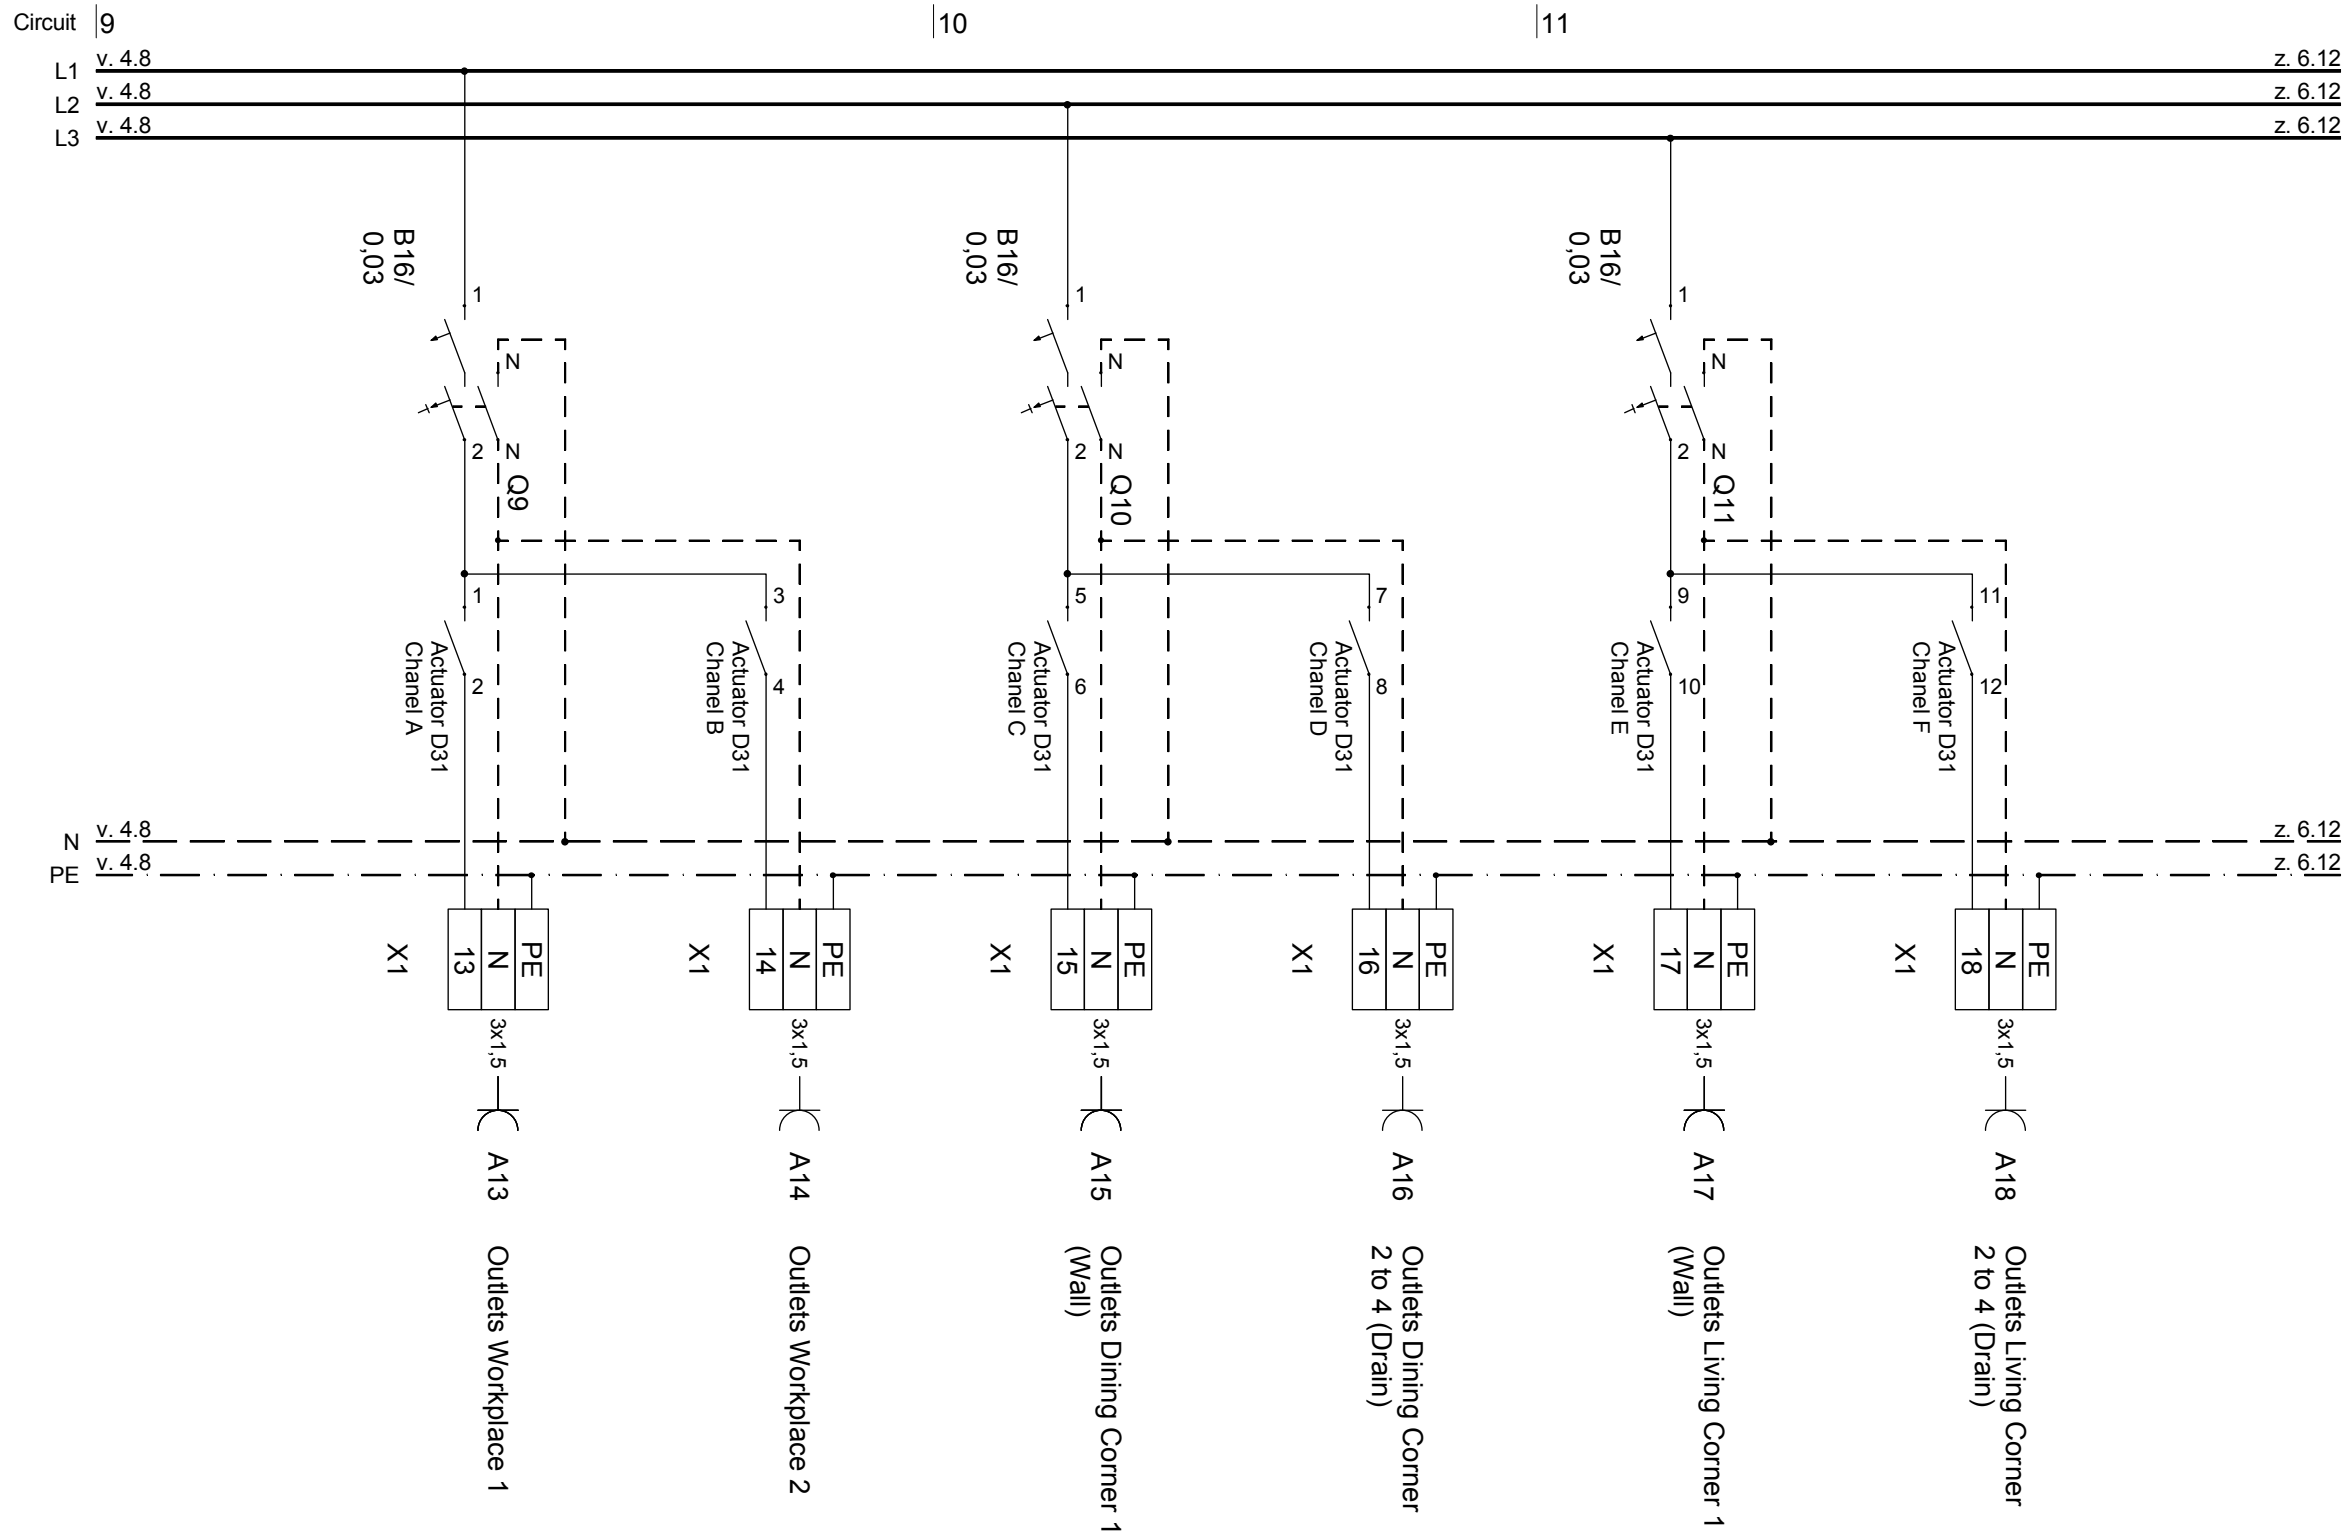 Circuit 9 10 11
L1 v. 4.8 z. 6.12
L2 v. 4.8 z. 6.12
L3 v. 4.8 z. 6.12
B16/
0,03
B16/
0,03
B16/
0,03
1 1 1
N N N
2 N 2 N 2 N
Q9 Q10 Q11
1 3 5 7 9 11
Actuator D31
Chanel A
Actuator D31
Chanel B
Actuator D31
Chanel C
Actuator D31
Chanel D
Actuator D31
Chanel E
Actuator D31
Chanel F
2 4 6 8 10 12
N v. 4.8 z. 6.12
PE v. 4.8 z. 6.12
X1 13 N PE X1 14 N PE X1 15 N PE X1 16 N PE X1 17 N PE X1 18 N PE
3x1,5 3x1,5 3x1,5 3x1,5 3x1,5 3x1,5
A13 Outlets Workplace 1
A14 Outlets Workplace 2
A15 Outlets Dining Corner 1
(Wall)
A16 Outlets Dining Corner
2 to 4 (Drain)
A17 Outlets Living Corner 1
(Wall)
A18 Outlets Living Corner
2 to 4 (Drain)